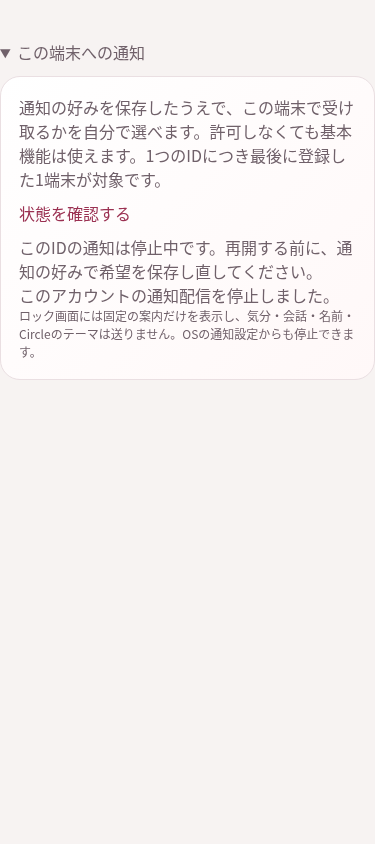 ▼ この端末への通知
通知の好みを保存したうえで、この端末で受け
取るかを自分で選べます。許可しなくても基本
機能は使えます。1つのIDにつき最後に登録し
た1端末が対象です。
状態を確認する
このIDの通知は停止中です。再開する前に、通
知の好みで希望を保存し直してください。
このアカウントの通知配信を停止しました。
ロック画面には固定の案内だけを表示し、気分・会話・名前・
Circleのテーマは送りません。OSの通知設定からも停止できま
す。